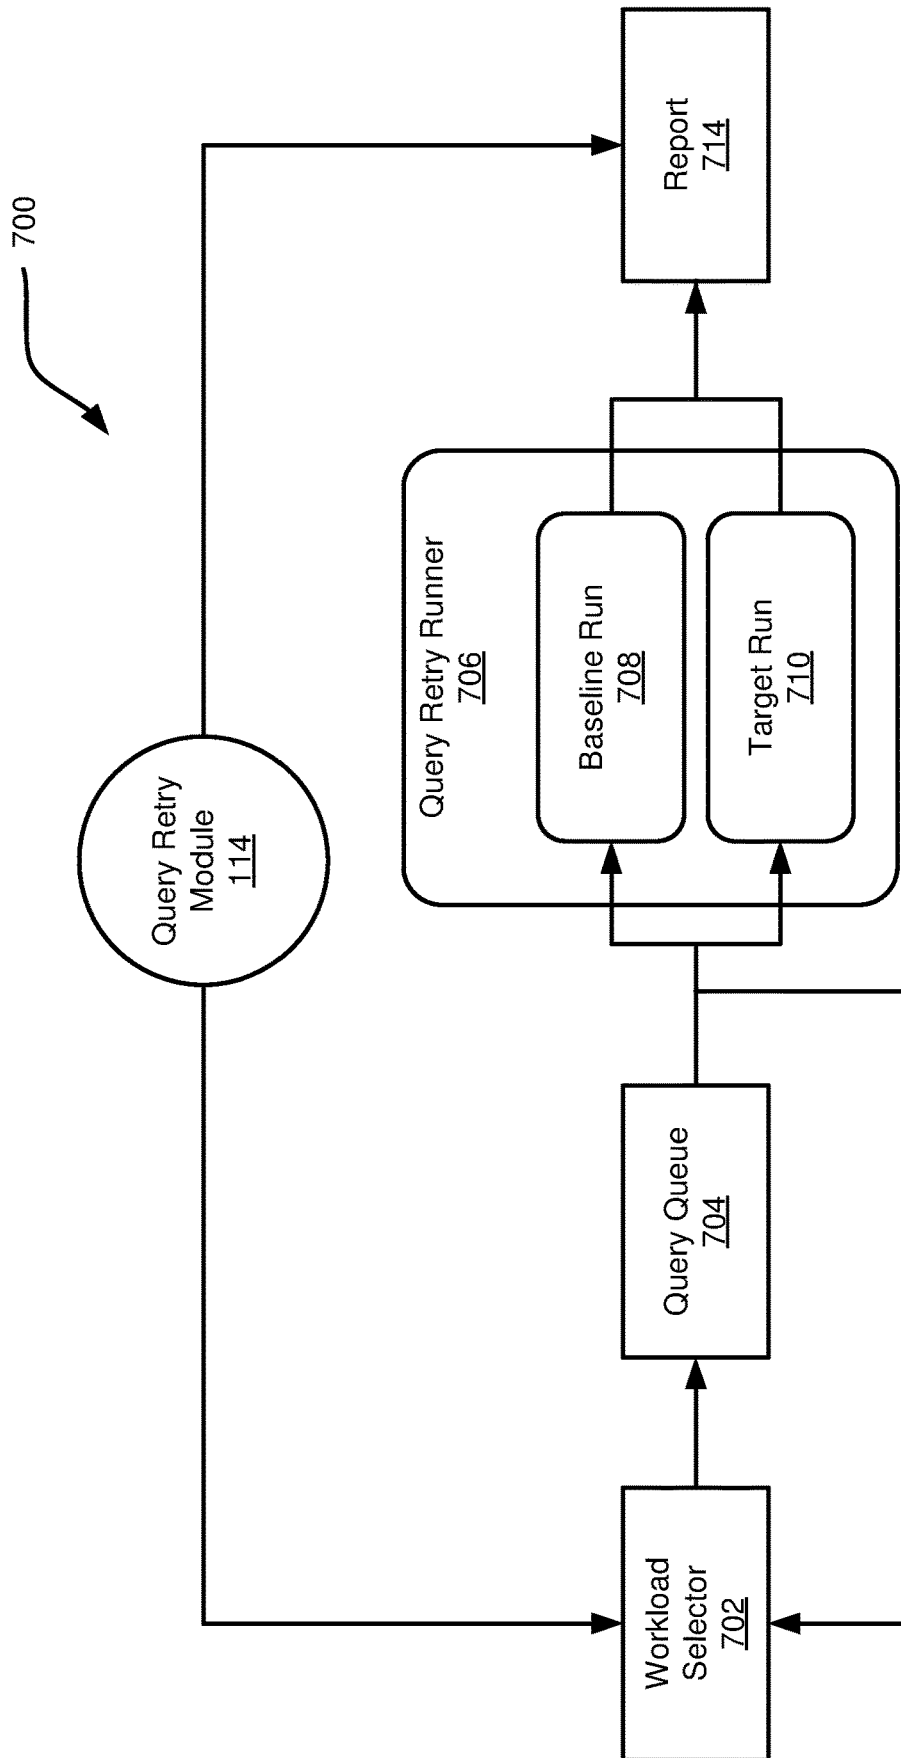 700
Query Retry
Module
114
Workload
Selector
702
Query Queue
704
Query Retry Runner
706
Baseline Run
708
Target Run
710
Report
714